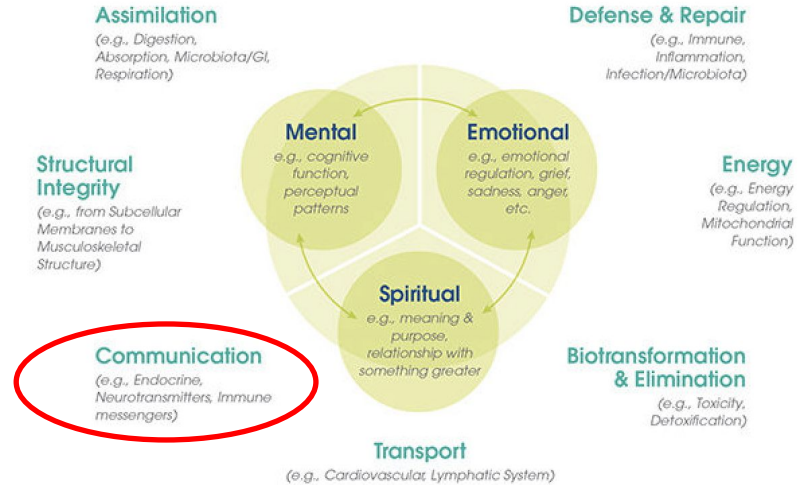 Assimilation
(e.g., Digestion,
Absorption, Microbiota/GI,
Respiration)
Defense & Repair
(e.g., Immune,
Inflammation,
Infection/Microbiota)
Mental
e.g., cognitive
function,
perceptual
patterns
Emotional
e.g., emotional
regulation, grief,
sadness, anger,
etc.
Structural
Integrity
(e.g., from Subcellular
Membranes to
Musculoskeletal
Structure)
Energy
(e.g., Energy
Regulation,
Mitochondrial
Function)
Spiritual
e.g., meaning &
purpose,
relationship with
something greater
Communication
(e.g., Endocrine,
Neurotransmitters, Immune
messengers)
Biotransformation
& Elimination
(e.g., Toxicity,
Detoxification)
Transport
(e.g., Cardiovascular, Lymphatic System)